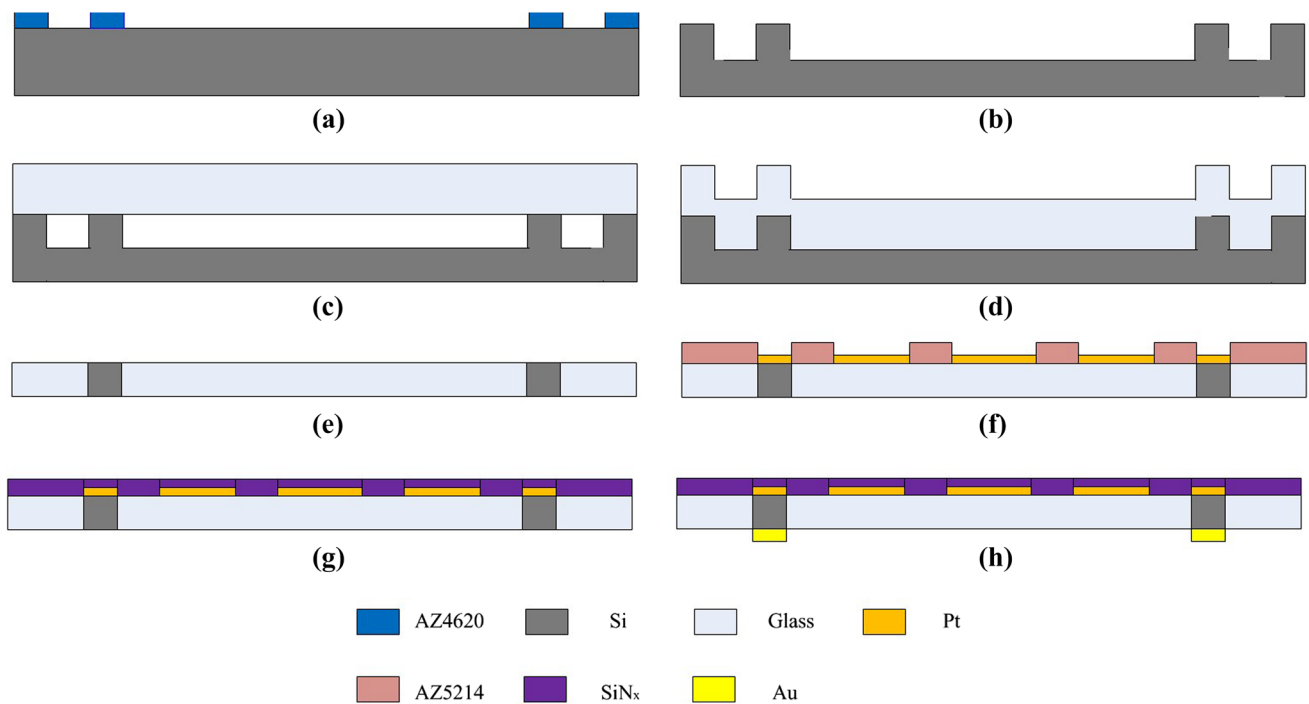 (a)
(b)
(c)
(d)
(e)
(f)
(g)
(h)
AZ4620 Si Glass Pt
AZ5214 SiNx Au